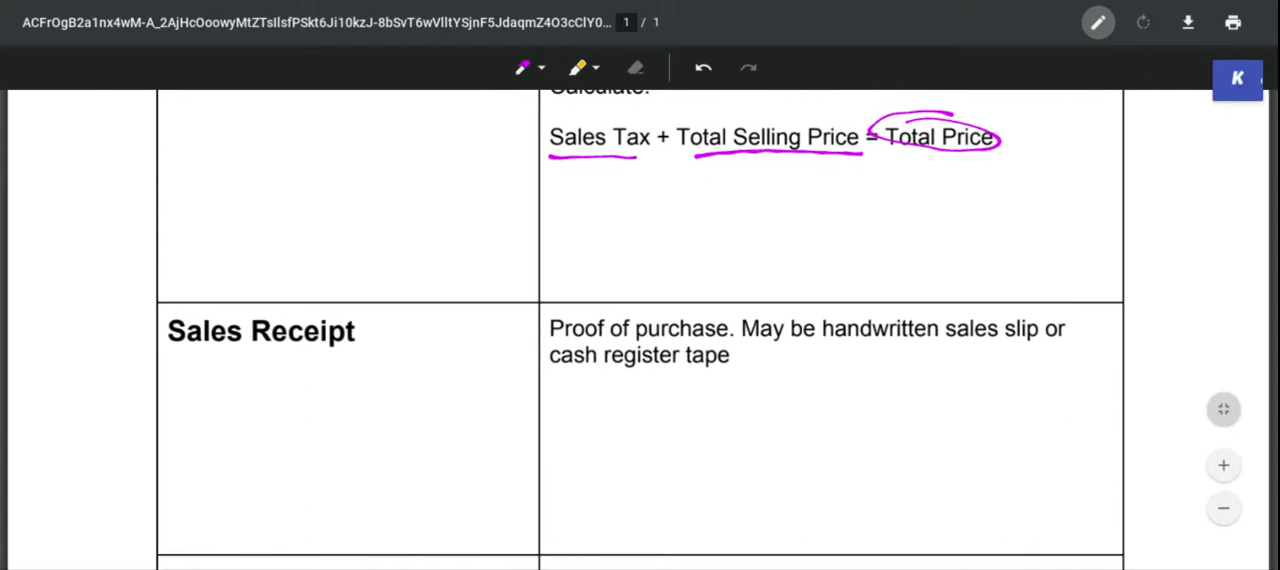 ACFrOgB2a1nx4wM-A_2AjHcOoowyMtZTsIlsfPSkt6Ji10kzJ-8bSvT6wVlltYSjnF5JdaqmZ4O3cClY0... 1 / 1
K
Calculate:
Sales Tax + Total Selling Price = Total Price
Sales Receipt
Proof of purchase. May be handwritten sales slip or
cash register tape